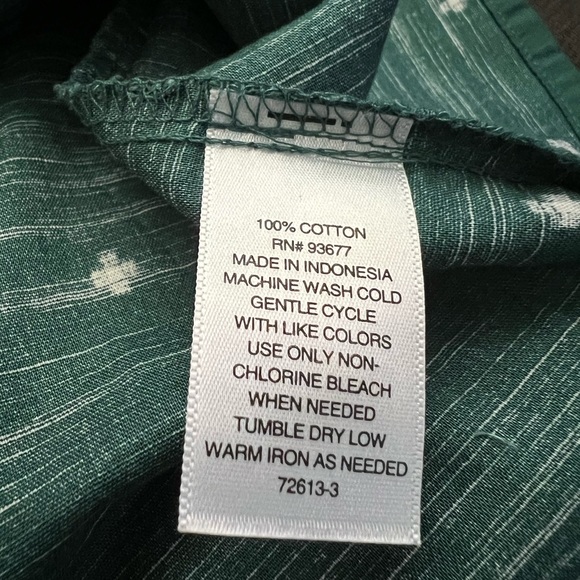 100% COTTON
RN# 93677
MADE IN INDONESIA
MACHINE WASH COLD
GENTLE CYCLE
WITH LIKE COLORS
USE ONLY NON-
CHLORINE BLEACH
WHEN NEEDED
TUMBLE DRY LOW
WARM IRON AS NEEDED
72613-3